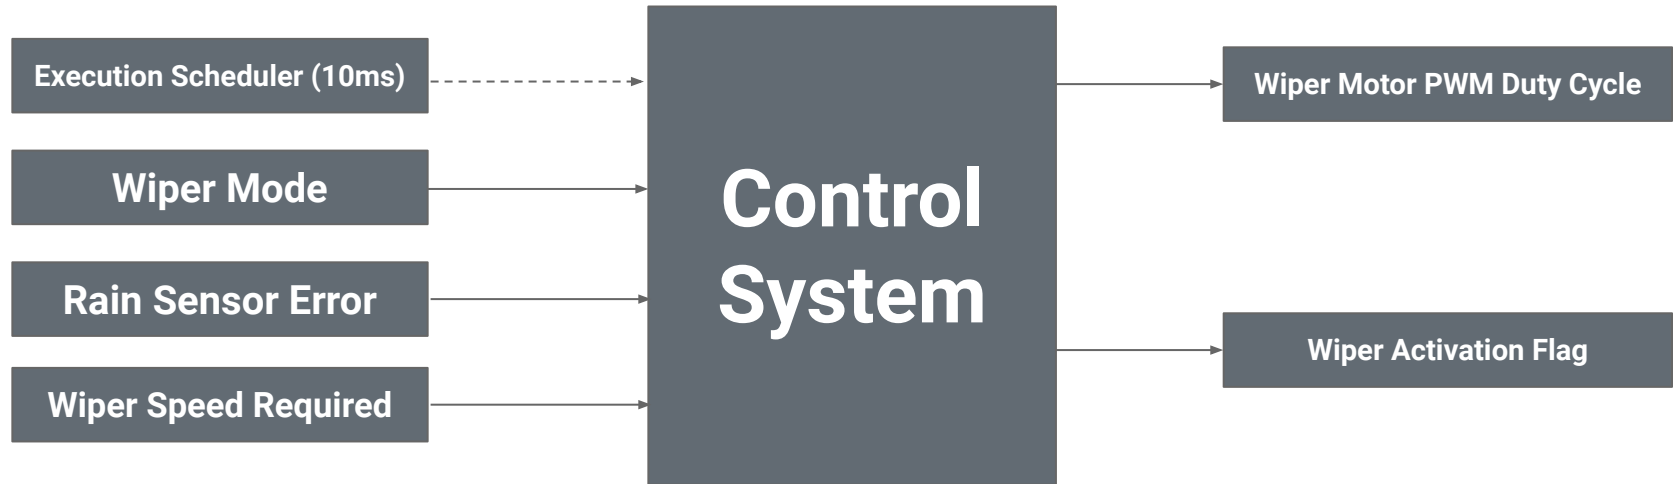 Execution Scheduler (10ms)
Wiper Mode
Rain Sensor Error
Wiper Speed Required
Control
System
Wiper Motor PWM Duty Cycle
Wiper Activation Flag